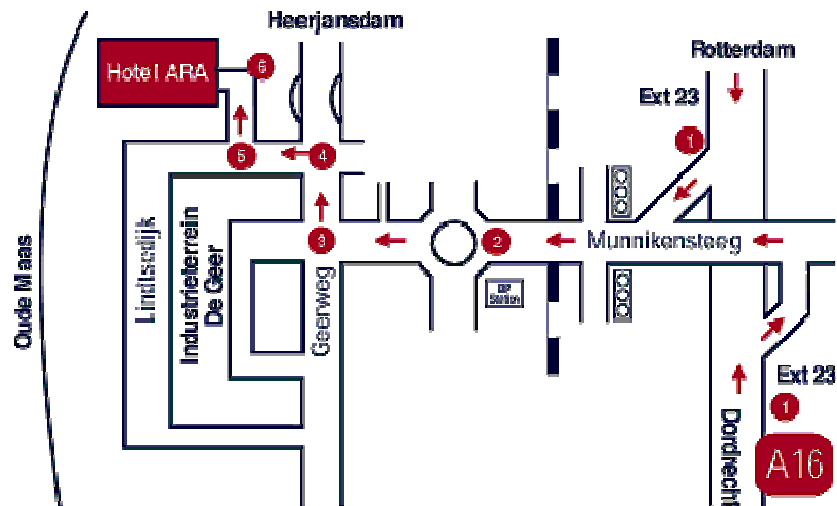 Heerjansdam
Rotterdam
Hotel ARA
6
Ext 23
1
5
4
3
2
Munnikensteeg
Oude Maas
Lindtsedijk
Industrieterrein
De Geer
Geerweg
BP
Station
Ext 23
1
Dordrecht
A16